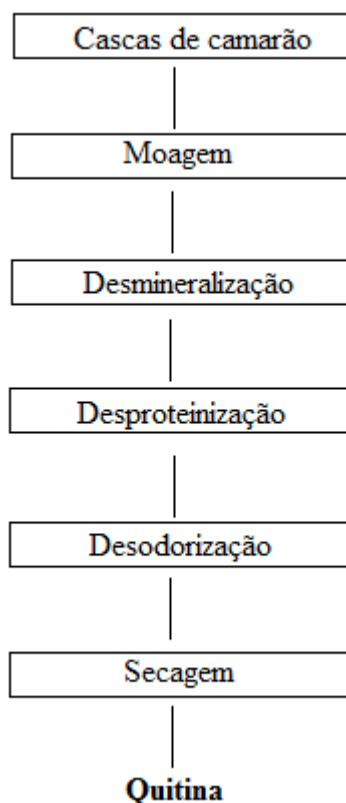 Cascas de camarão
Moagem
Desmineralização
Desproteinização
Desodorização
Secagem
Quitina